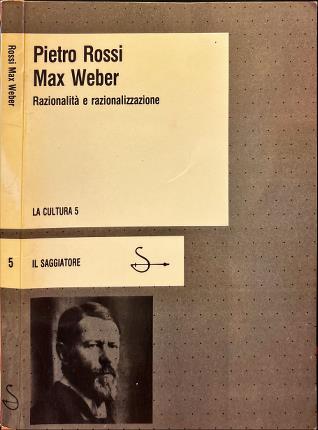 Rossi Max Weber
Pietro Rossi
Max Weber
Razionalità e razionalizzazione
LA CULTURA 5
5
IL SAGGIATORE